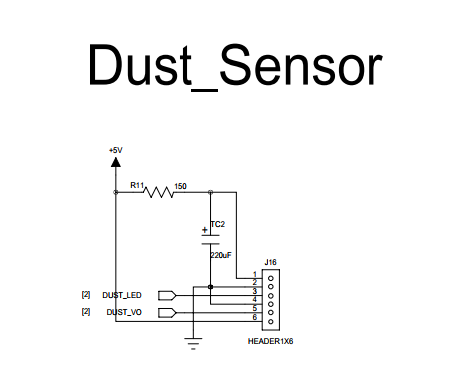 Dust_Sensor
+5V
R11 150
+ TC2
220uF
J16
1
2
[2] DUST_LED 3
4
[2] DUST_VO 5
6
HEADER1X6